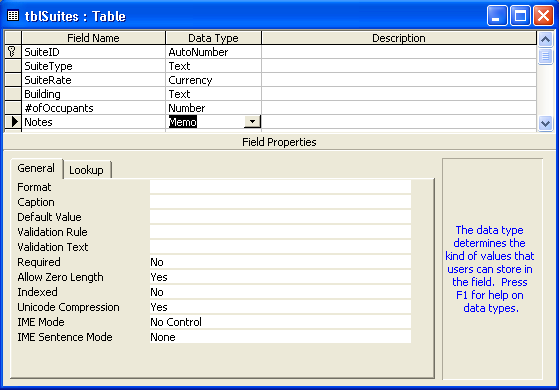 tblSuites : Table
Field Name Data Type Description
SuiteID AutoNumber
SuiteType Text
SuiteRate Currency
Building Text
#ofOccupants Number
Notes Memo
Field Properties
General Lookup
Format
Caption
Default Value
Validation Rule
Validation Text
Required No
Allow Zero Length Yes
Indexed No
Unicode Compression Yes
IME Mode No Control
IME Sentence Mode None
The data type
determines the
kind of values that
users can store in
the field. Press
F1 for help on
data types.